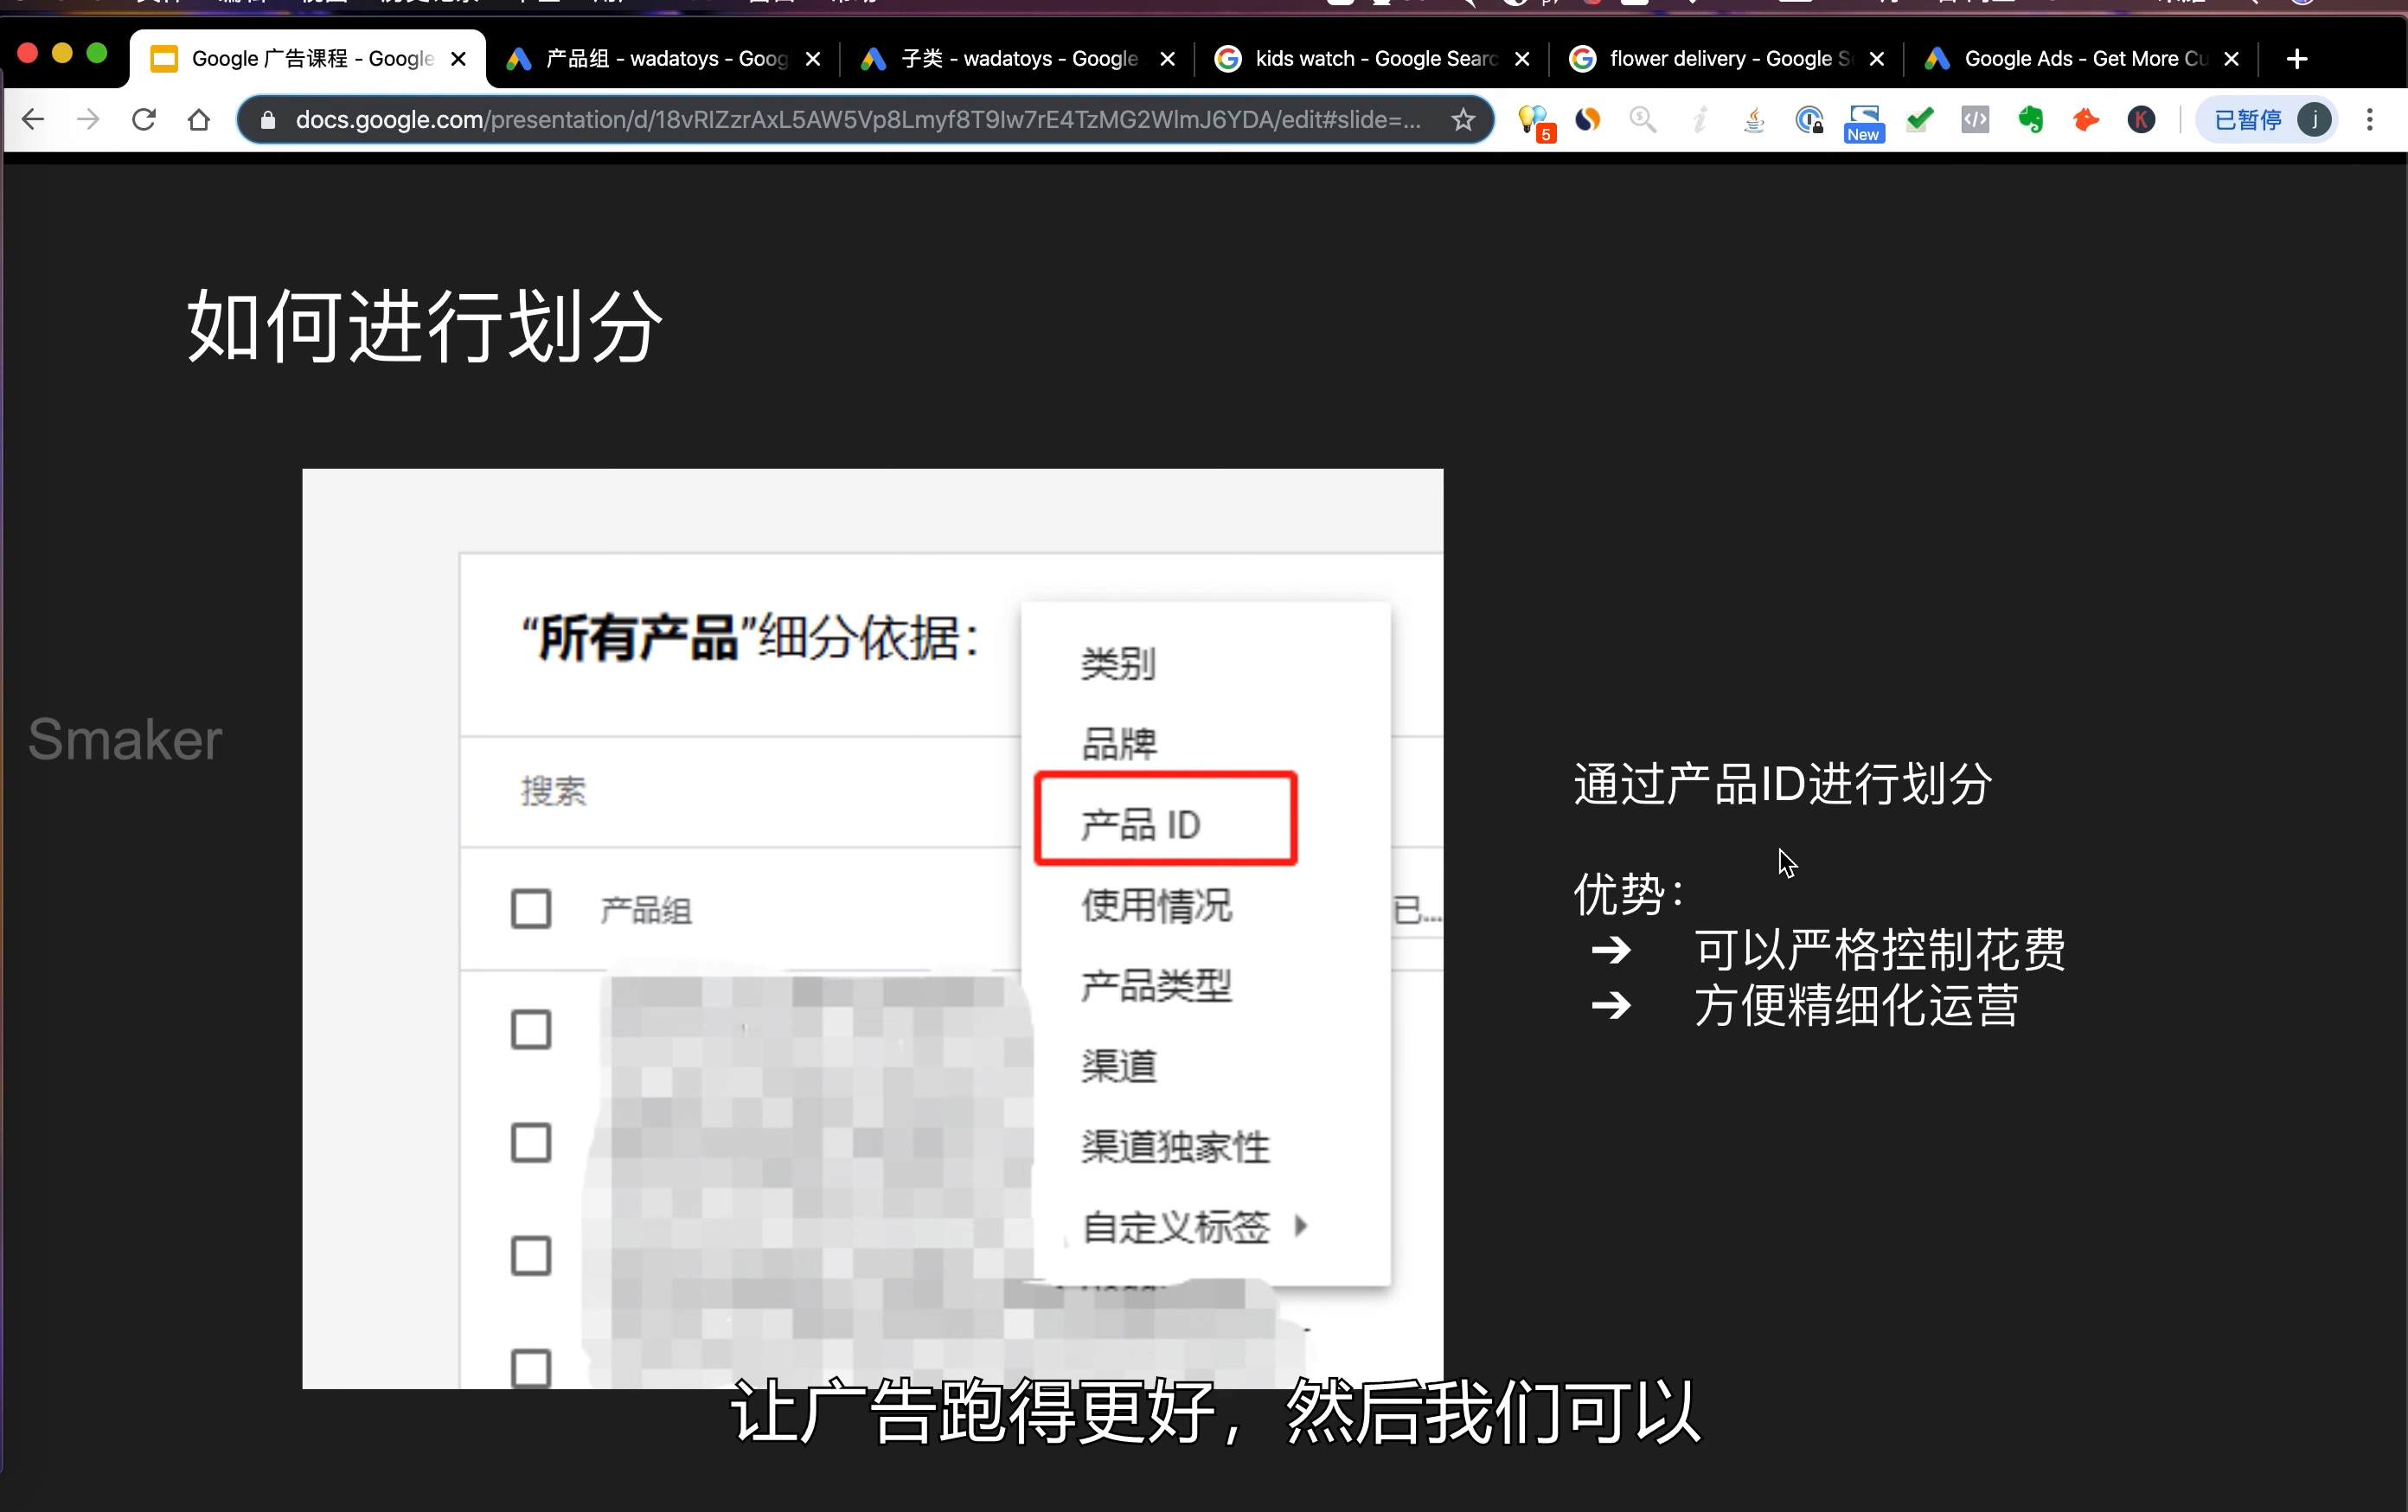 Google 广告课程 - Google
产品组 - wadatoys - Goog
子类 - wadatoys - Google
kids watch - Google Searc
flower delivery - Google S
Google Ads - Get More Cu
docs.google.com/presentation/d/18vRlZzrAxL5AW5Vp8Lmyf8T9Iw7rE4TzMG2WlmJ6YDA/edit#slide=...
5
New
K
已暂停
j
如何进行划分
“所有产品”细分依据：
类别
品牌
搜索
产品 ID
产品组
使用情况
已...
产品类型
渠道
渠道独家性
自定义标签
Smaker
通过产品ID进行划分
优势：
➔ 可以严格控制花费
➔ 方便精细化运营
让广告跑得更好，然后我们可以